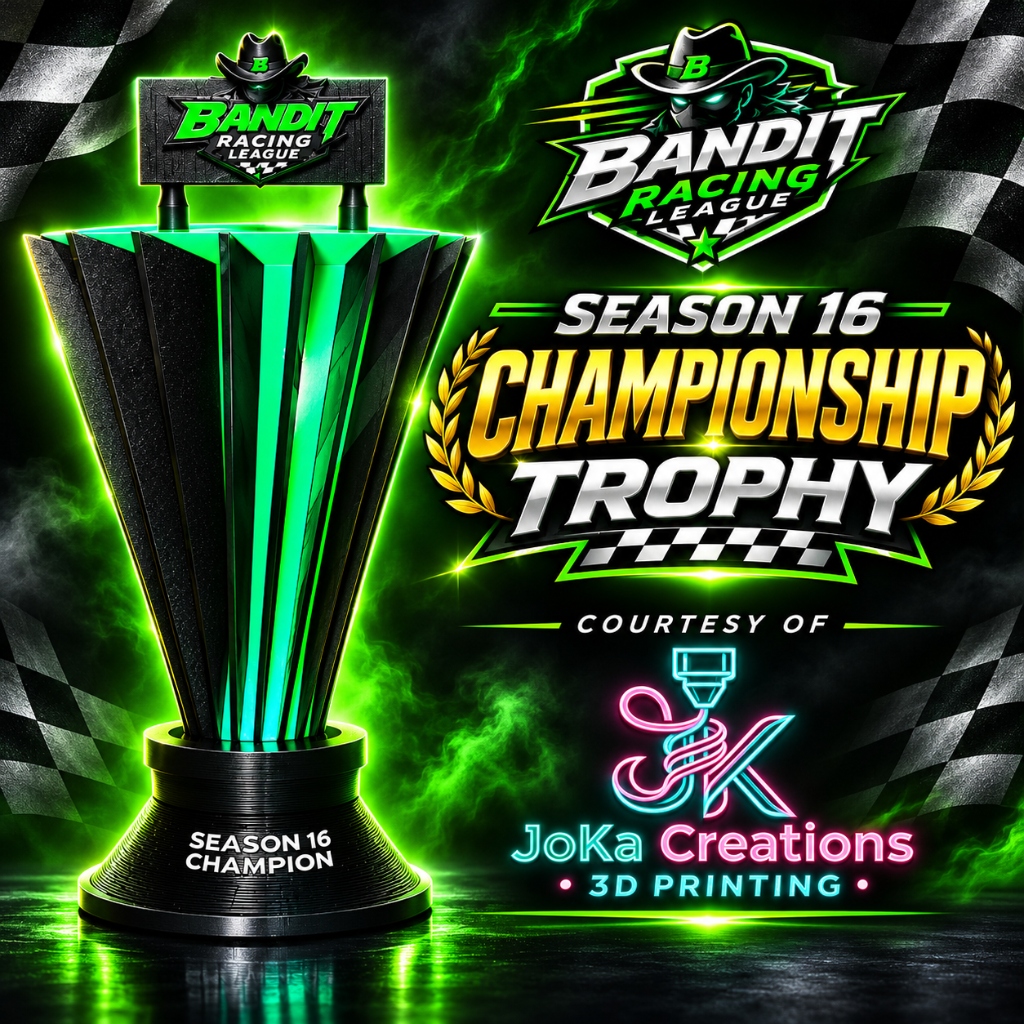 B
BANDIT
RACING
LEAGUE
SEASON 16
CHAMPION
B
BANDIT
RACING
LEAGUE
SEASON 16
CHAMPIONSHIP
TROPHY
COURTESY OF
JK
JoKa Creations
• 3D PRINTING •